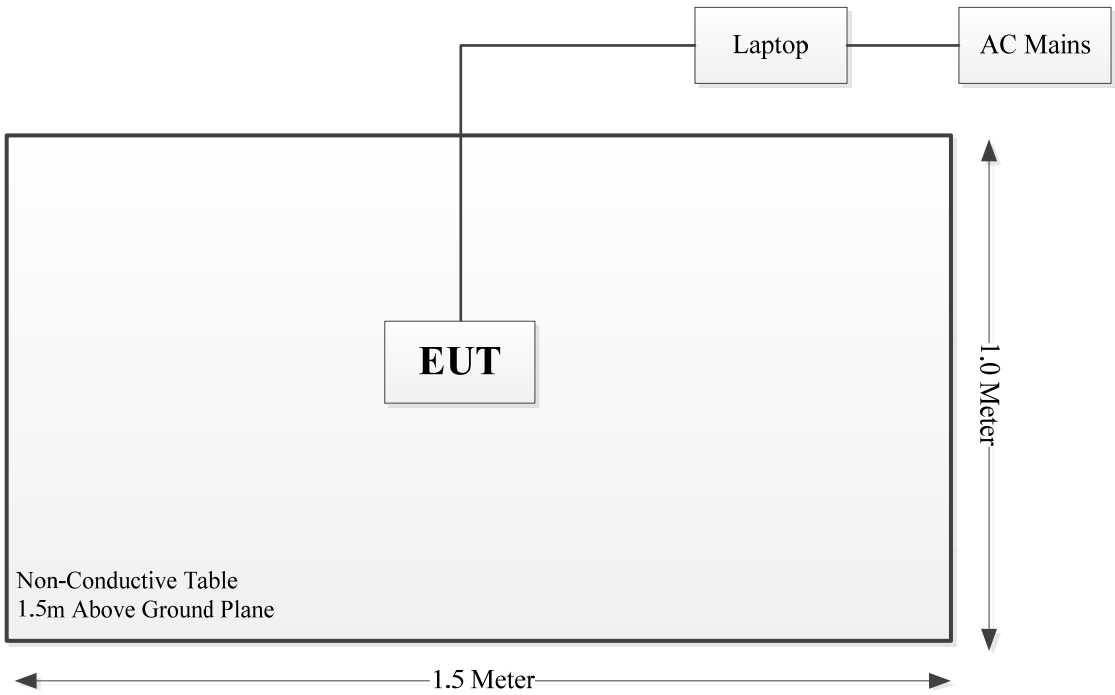 Laptop
AC Mains
EUT
1.0 Meter
Non-Conductive Table
1.5m Above Ground Plane
1.5 Meter